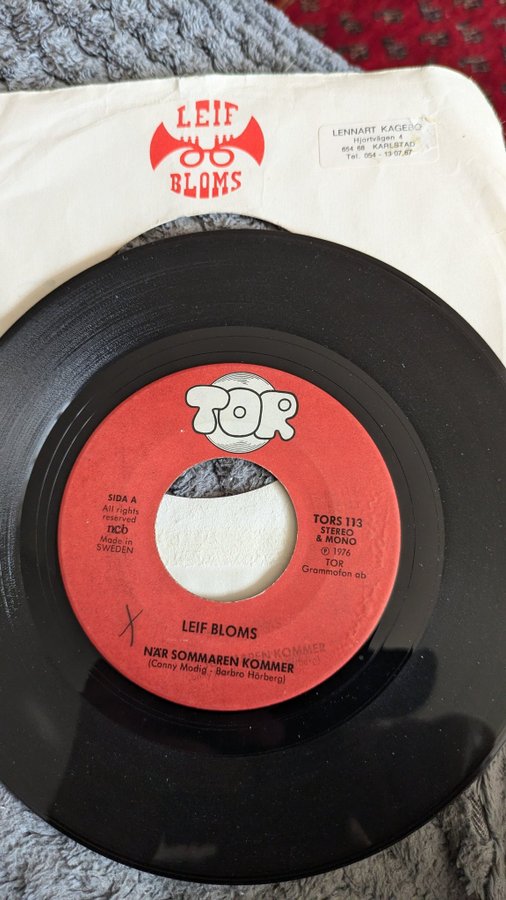 LEIF
BLOMS
LENNART KAGEBO
Hjortvägen 4
654 68 KARLSTAD
Tel. 054 - 13 07 67
TOR
SIDA A
All rights
reserved
ncb
Made in
SWEDEN
TORS 113
STEREO
& MONO
Ⓟ 1976
TOR
Grammofon ab
LEIF BLOMS
NÄR SOMMAREN KOMMER
(Conny Modig - Barbro Hörberg)